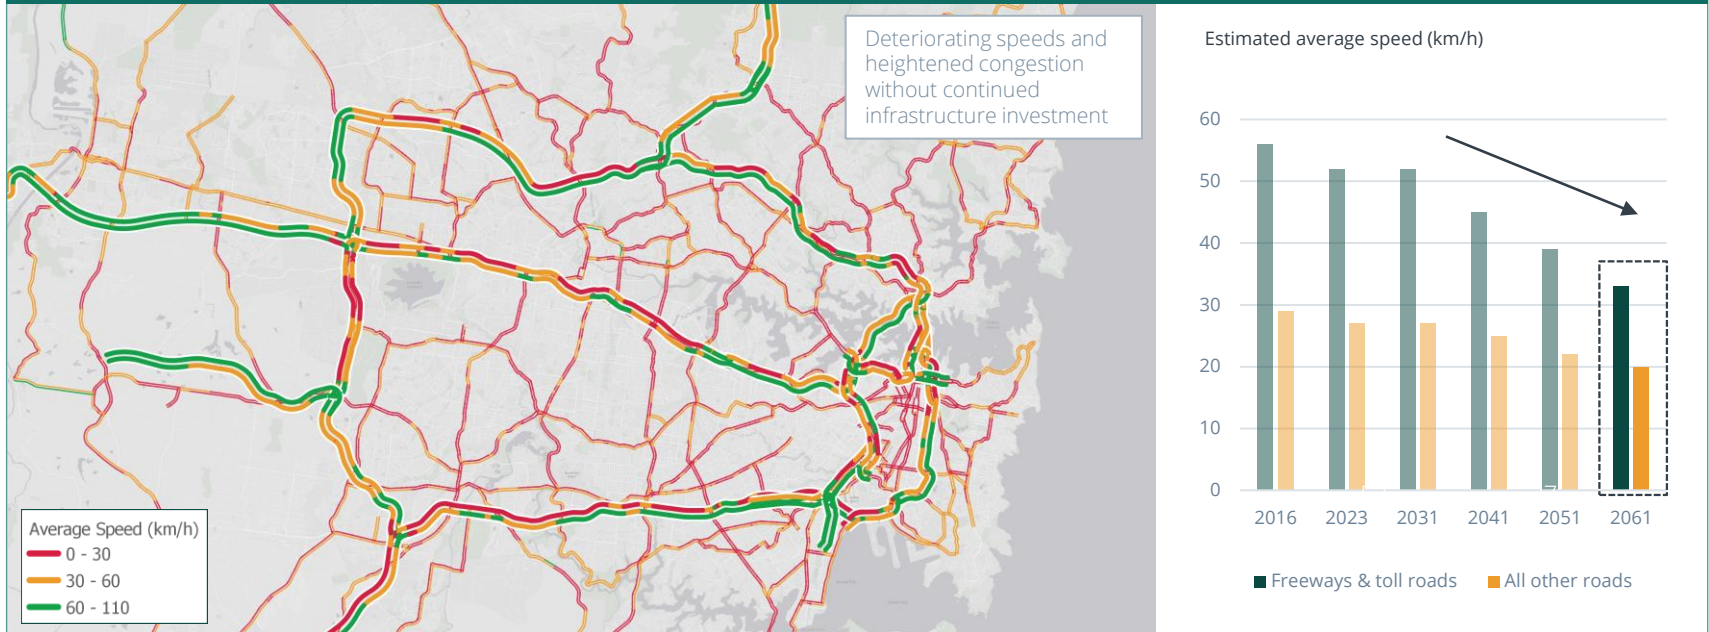 Deteriorating speeds and
heightened congestion
without continued
infrastructure investment
Average Speed (km/h)
0 - 30
30 - 60
60 - 110
Estimated average speed (km/h)
60
50
40
30
20
10
0
2016 2023 2031 2041 2051 2061
Freeways & toll roads All other roads